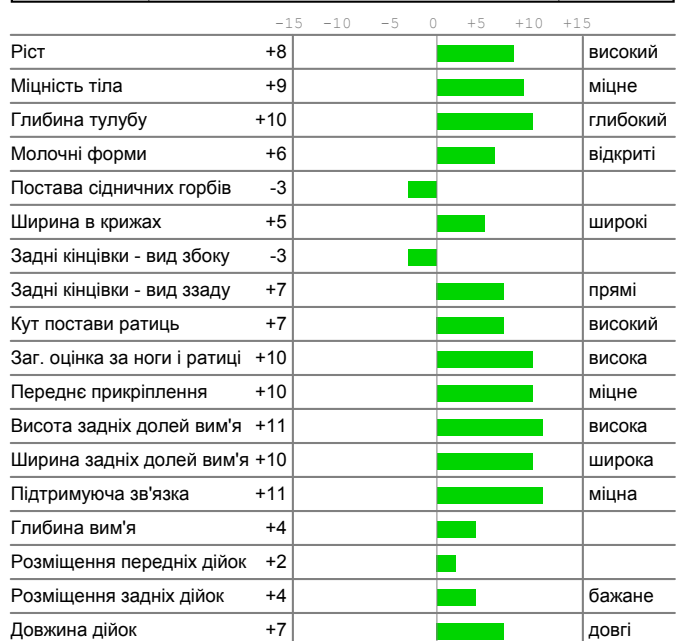 -15 -10 -5 0 +5 +10 +15
Ріст +8 високий
Міцність тіла +9 міцне
Глибина тулубу +10 глибокий
Молочні форми +6 відкриті
Постава сідничних горбів -3
Ширина в крижах +5 широкі
Задні кінцівки - вид збоку -3
Задні кінцівки - вид ззаду +7 прямі
Кут постави ратиць +7 високий
Заг. оцінка за ноги і ратиці +10 висока
Переднє прикріплення +10 міцне
Висота задніх долей вим'я +11 висока
Ширина задніх долей вим'я +10 широка
Підтримуюча зв'язка +11 міцна
Глибина вим'я +4
Розміщення передніх дійок +2
Розміщення задніх дійок +4 бажане
Довжина дійок +7 довгі